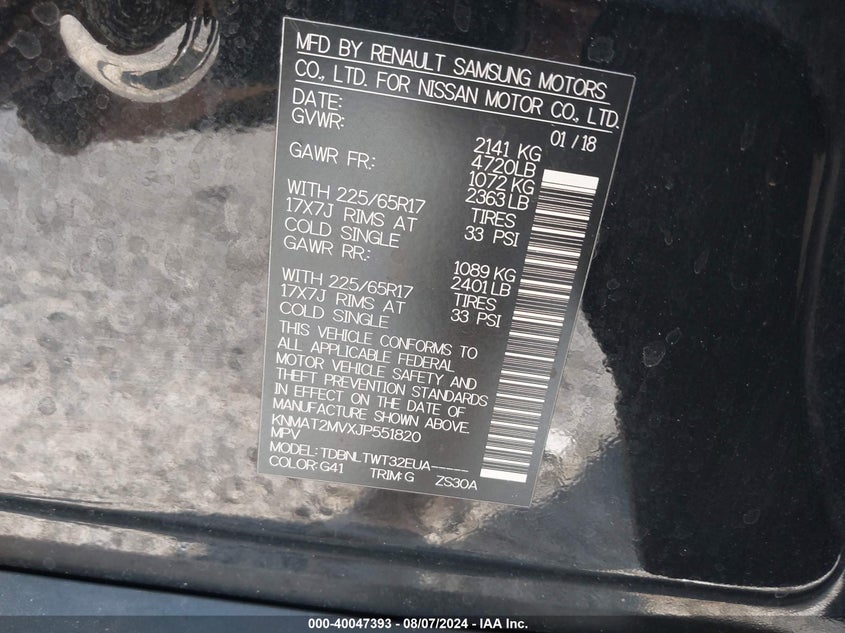 MFD BY RENAULT SAMSUNG MOTORS
CO., LTD. FOR NISSAN MOTOR CO., LTD.
DATE: 01/18
GVWR: 2141 KG
4720LB
GAWR FR.: 1072 KG
2363 LB
WITH 225/65R17 TIRES
17X7J RIMS AT 33 PSI
COLD SINGLE
GAWR RR.: 1089 KG
2401 LB
WITH 225/65R17 TIRES
17X7J RIMS AT 33 PSI
COLD SINGLE
THIS VEHICLE CONFORMS TO
ALL APPLICABLE FEDERAL
MOTOR VEHICLE SAFETY AND
THEFT PREVENTION STANDARDS
IN EFFECT ON THE DATE OF
MANUFACTURE SHOWN ABOVE.
KNMAT2MVXJP551820
MPV
MODEL: TDBNLTWT32EUA-----
COLOR: G41 TRIM: G ZS30A
000-40047393 - 08/07/2024 - IAA Inc.